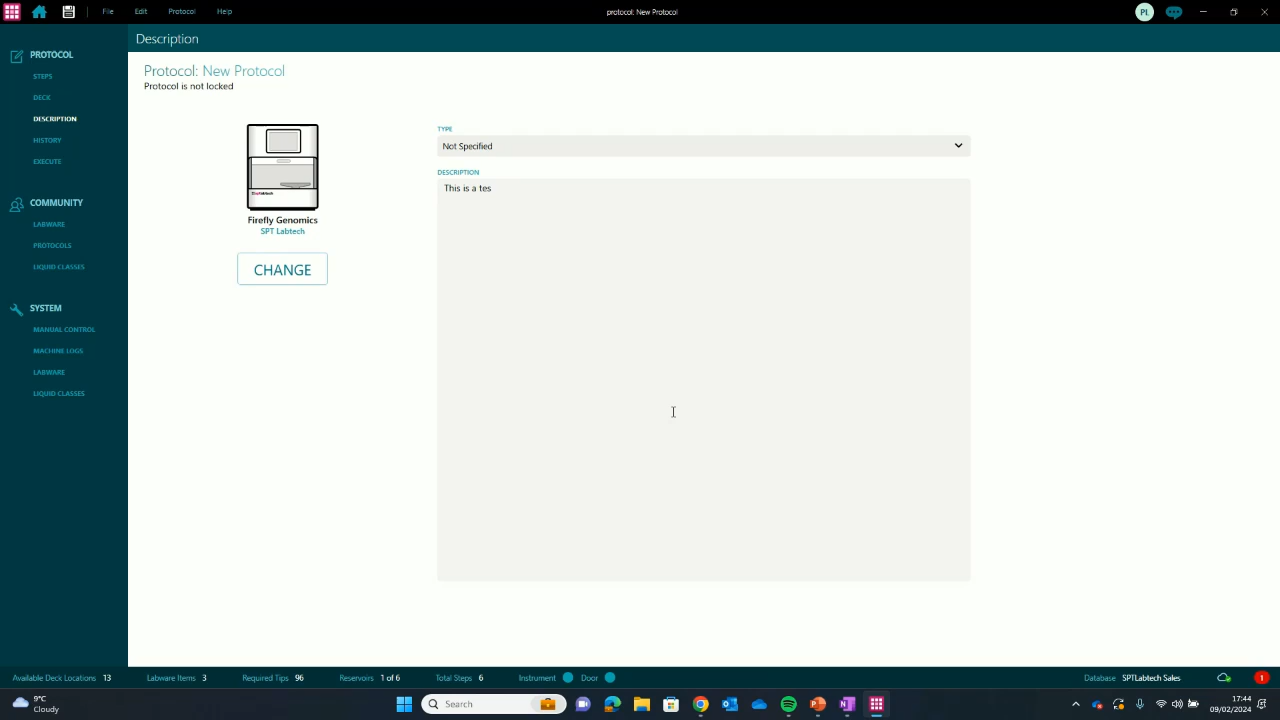 File Edit Protocol Help
protocol: New Protocol
PL
PROTOCOL
STEPS
DECK
DESCRIPTION
HISTORY
EXECUTE
COMMUNITY
LABWARE
PROTOCOLS
LIQUID CLASSES
SYSTEM
MANUAL CONTROL
MACHINE LOGS
LABWARE
LIQUID CLASSES
Description
Protocol: New Protocol
Protocol is not locked
Firefly Genomics
SPT Labtech
CHANGE
TYPE
Not Specified
DESCRIPTION
This is a tes
Available Deck Locations 13 Labware Items 3 Required Tips 96 Reservoirs 1 of 6 Total Steps 6 Instrument Door Database SPTLabtech Sales 1
9°C
Cloudy
Search
17:44
09/02/2024